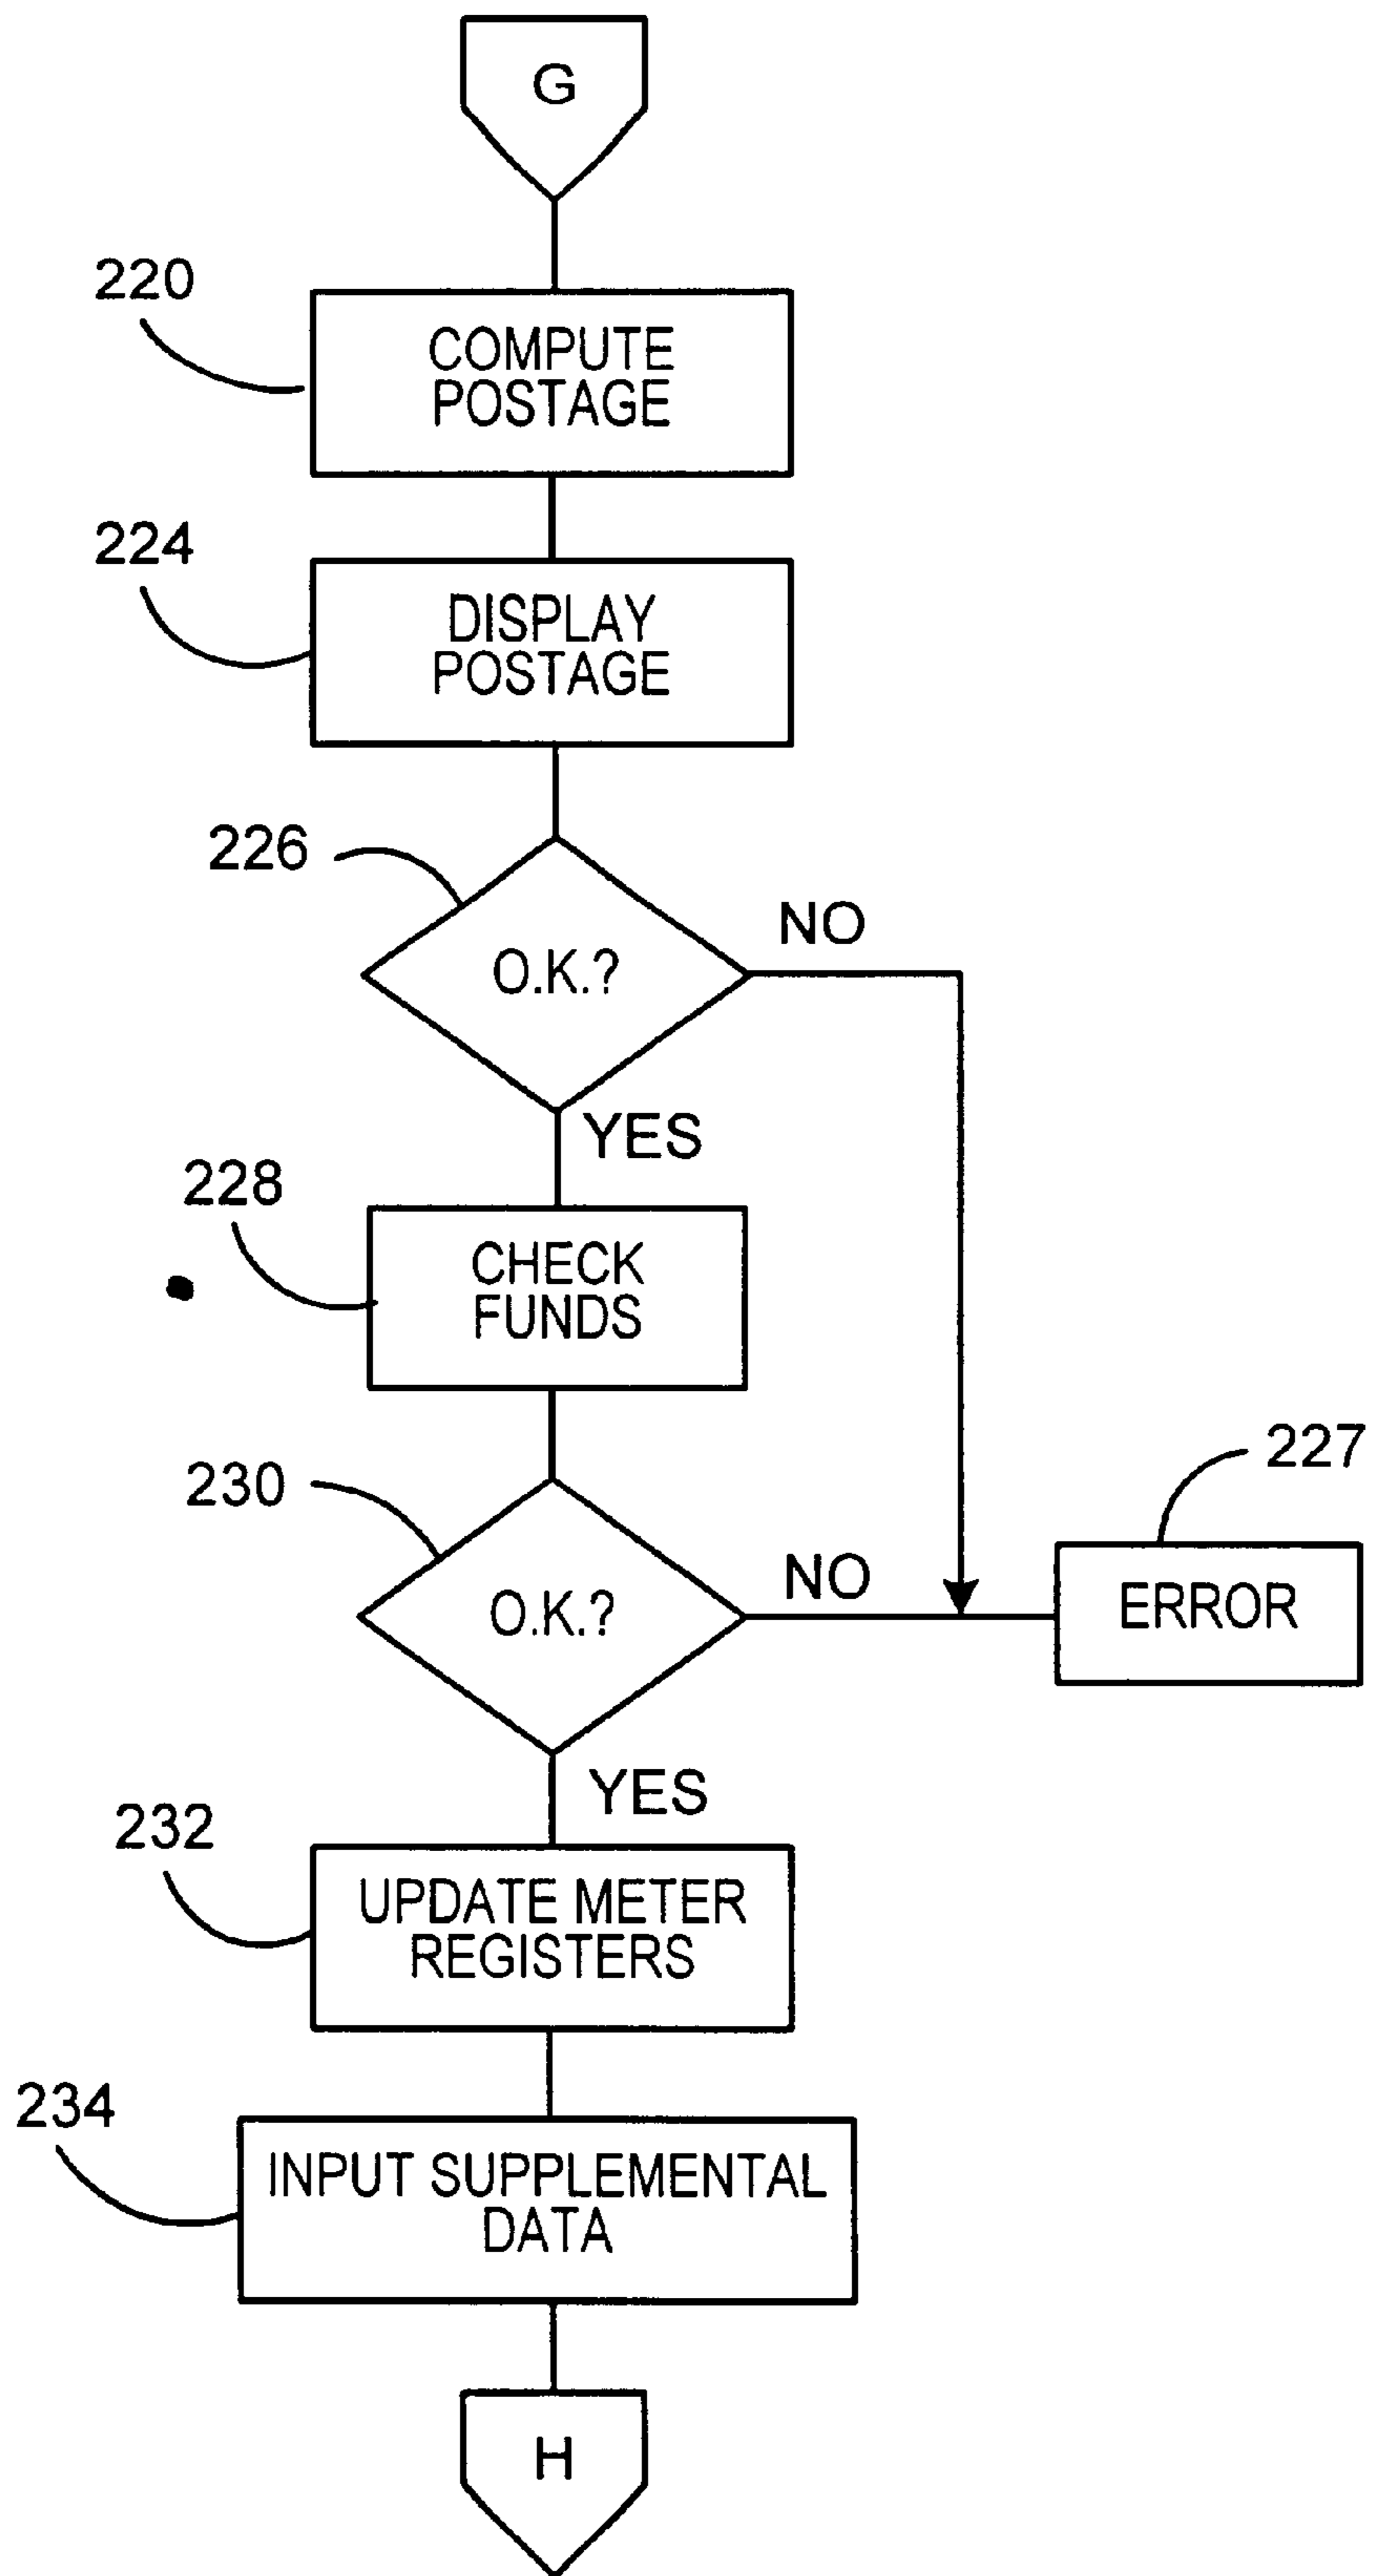 G
220
COMPUTE
POSTAGE
224
DISPLAY
POSTAGE
226
O.K.?
NO
YES
228
CHECK
FUNDS
227
230
O.K.?
NO
ERROR
YES
232
UPDATE METER
REGISTERS
234
INPUT SUPPLEMENTAL
DATA
H